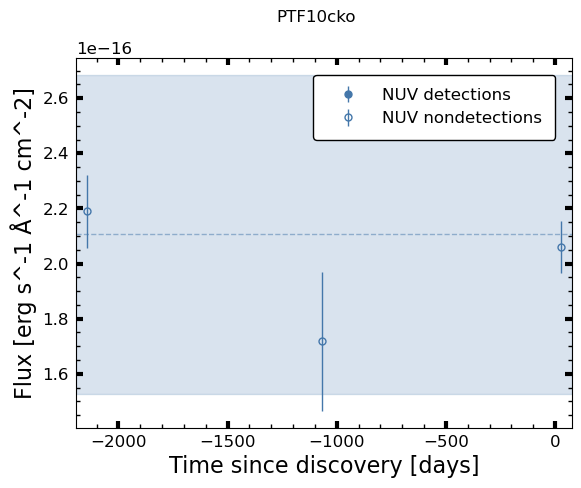 PTF10cko
1e−16
NUV detections
NUV nondetections
2.6
2.4
2.2
2.0
1.8
1.6
Flux [erg s^-1 Å^-1 cm^-2]
−2000
−1500
−1000
−500
0
Time since discovery [days]